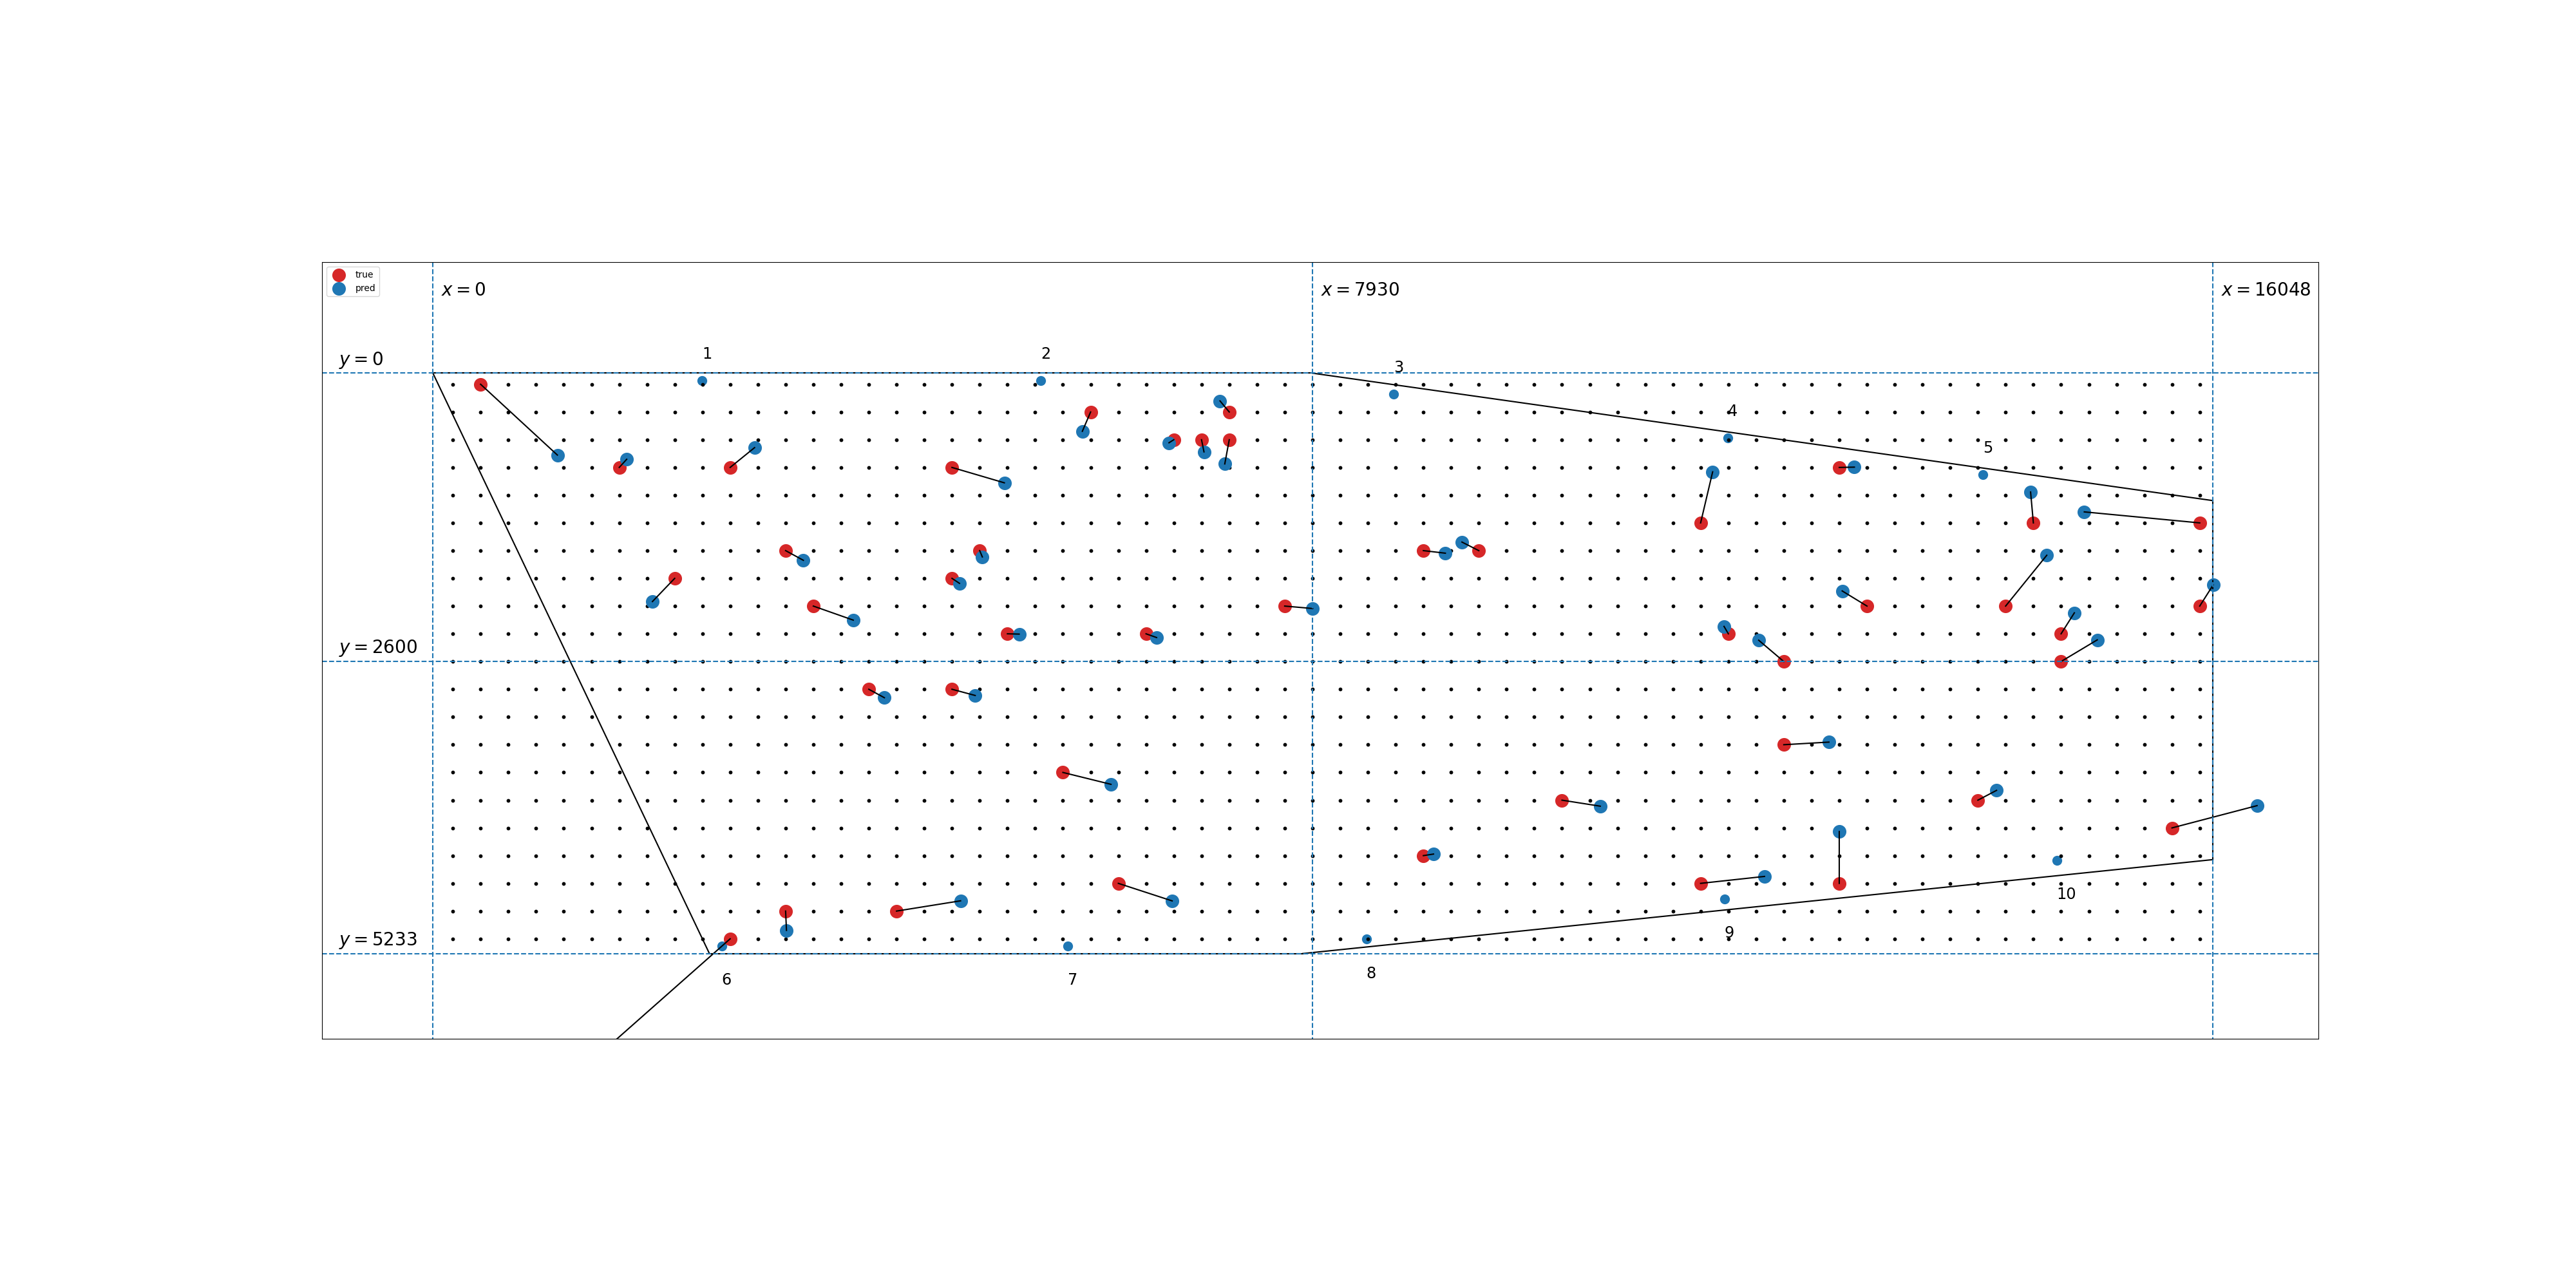 true
pred
x = 0
x = 7930
x = 16048
y = 0
1
2
3
4
5
y = 2600
y = 5233
6
7
8
9
10